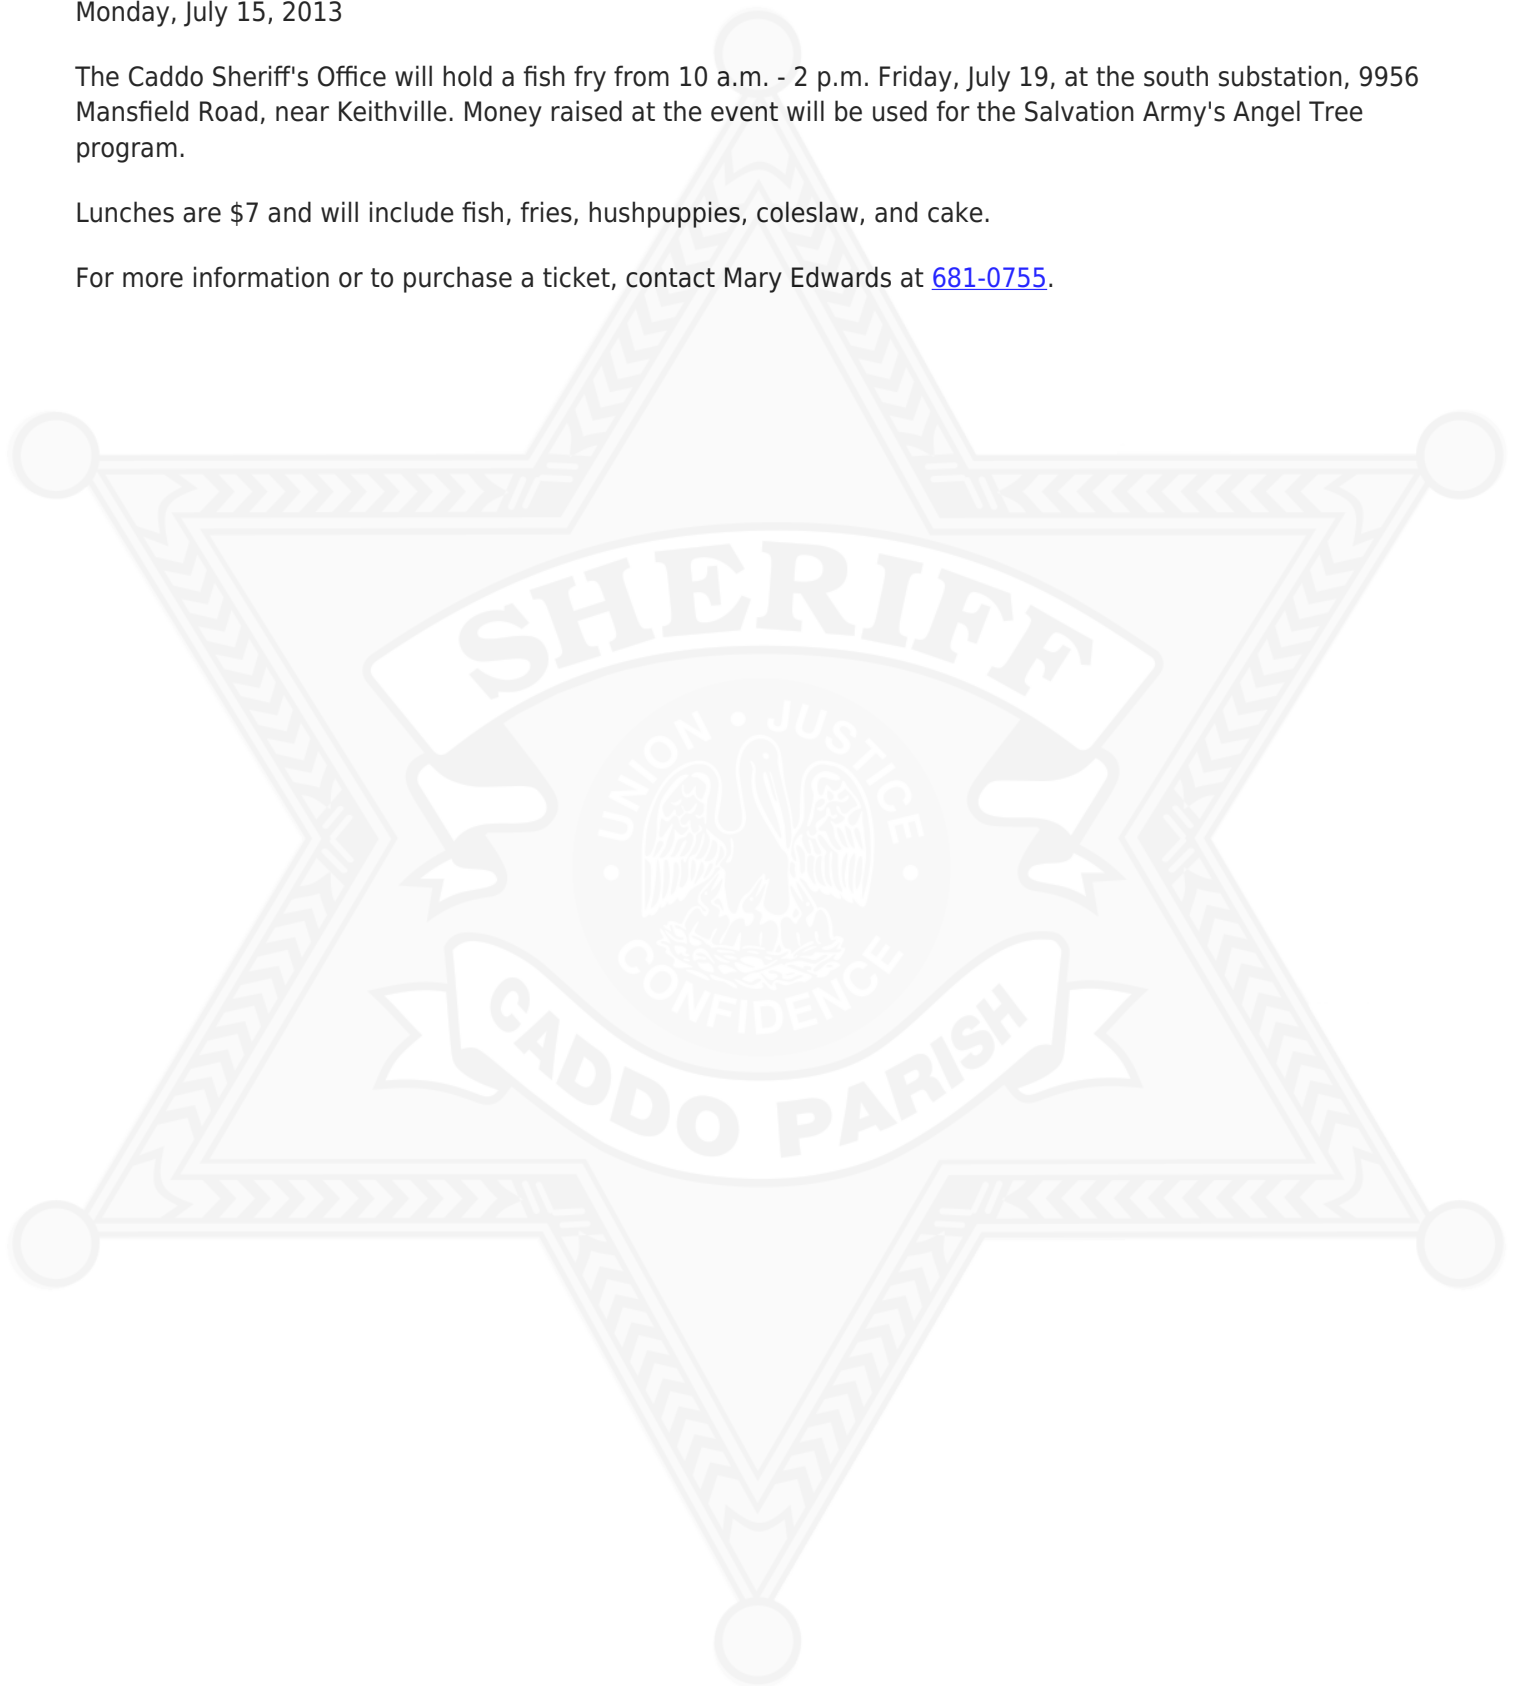 Monday, July 15, 2013
The Caddo Sheriff's Office will hold a fish fry from 10 a.m. - 2 p.m. Friday, July 19, at the south substation, 9956
Mansfield Road, near Keithville. Money raised at the event will be used for the Salvation Army's Angel Tree
program.
Lunches are $7 and will include fish, fries, hushpuppies, coleslaw, and cake.
For more information or to purchase a ticket, contact Mary Edwards at 681-0755.
SHERIFF
UNION • JUSTICE
• CONFIDENCE •
CADDO PARISH